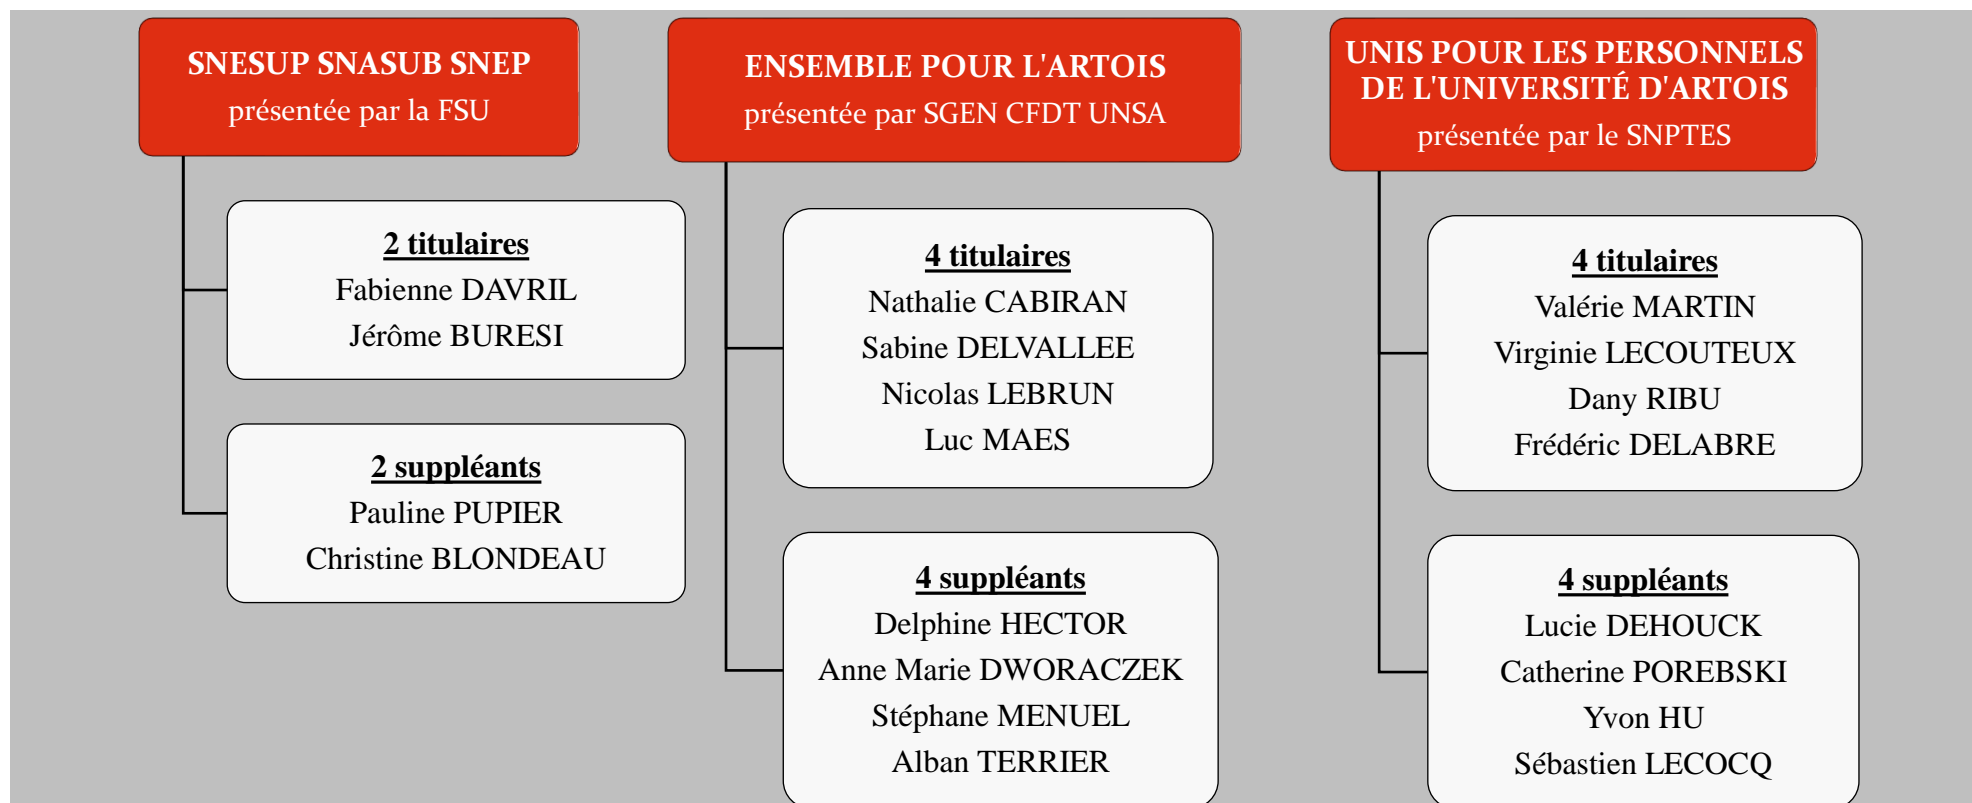 SNESUP SNASUB SNEP
présentée par la FSU
2 titulaires
Fabienne DAVRIL
Jérôme BURESI
2 suppléants
Pauline PUPIER
Christine BLONDEAU
ENSEMBLE POUR L'ARTOIS
présentée par SGEN CFDT UNSA
4 titulaires
Nathalie CABIRAN
Sabine DELVALLEE
Nicolas LEBRUN
Luc MAES
4 suppléants
Delphine HECTOR
Anne Marie DWORACZEK
Stéphane MENUEL
Alban TERRIER
UNIS POUR LES PERSONNELS
DE L'UNIVERSITÉ D'ARTOIS
présentée par le SNPTES
4 titulaires
Valérie MARTIN
Virginie LECOUTEUX
Dany RIBU
Frédéric DELABRE
4 suppléants
Lucie DEHOUCK
Catherine POREBSKI
Yvon HU
Sébastien LECOCQ